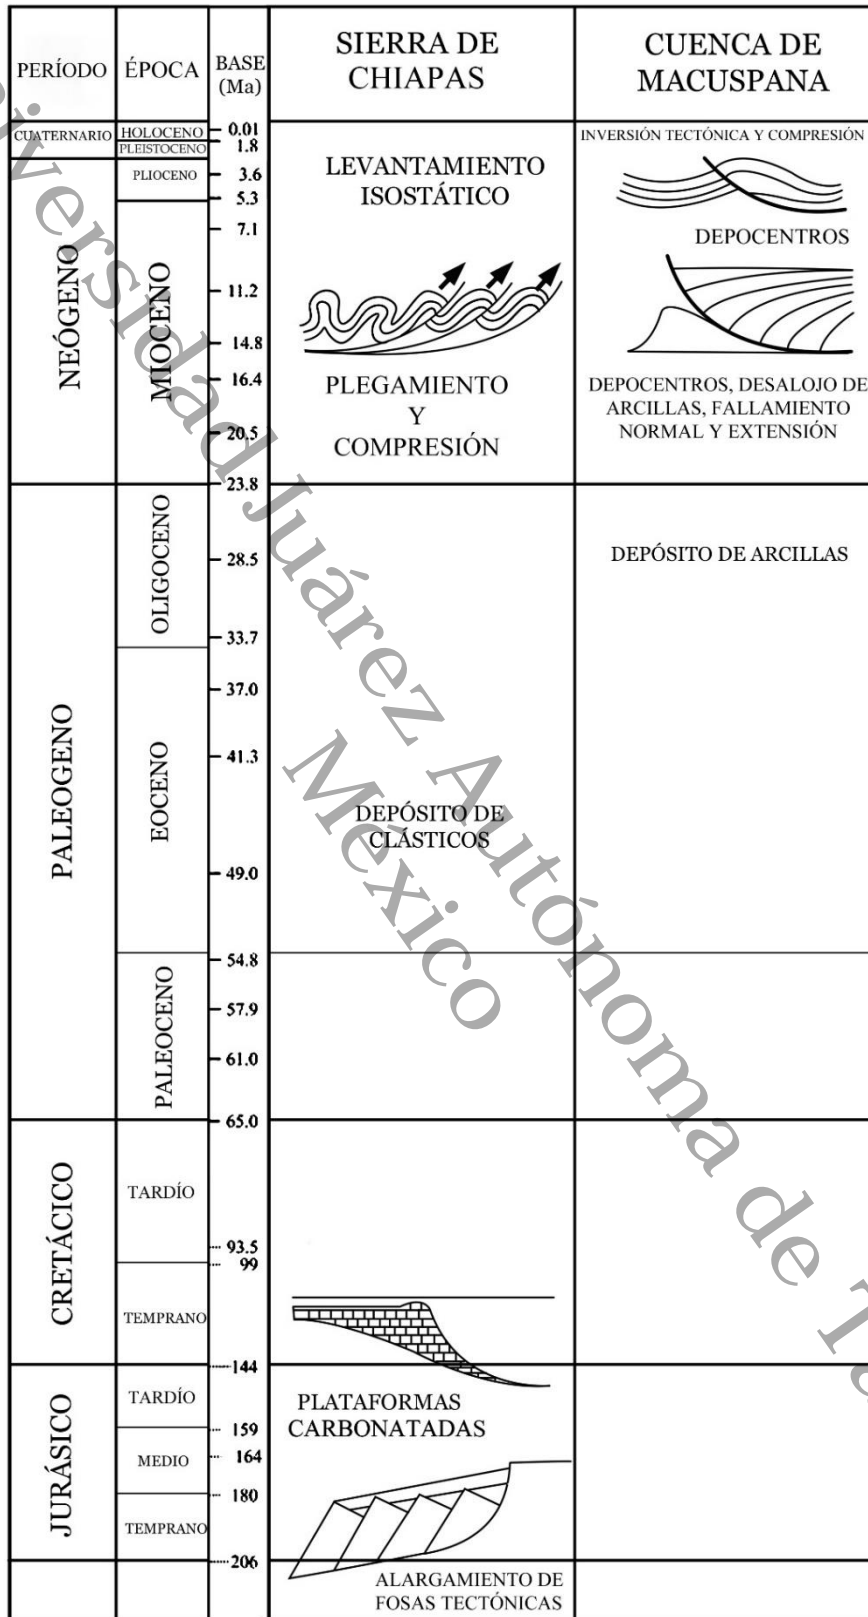 PERÍODO
ÉPOCA
BASE
(Ma)
SIERRA DE
CHIAPAS
CUENCA DE
MACUSPANA
CUATERNARIO
HOLOCENO
0.01
PLEISTOCENO
1.8
PLIOCENO
3.6
5.3
NEÓGENO
MIOCENO
7.1
11.2
14.8
16.4
20.5
23.8
LEVANTAMIENTO
ISOSTÁTICO
PLEGAMIENTO
Y
COMPRESIÓN
INVERSIÓN TECTÓNICA Y COMPRESIÓN
DEPOCENTROS
DEPOCENTROS, DESALOJO DE
ARCILLAS, FALLAMIENTO
NORMAL Y EXTENSIÓN
PALEOGENO
OLIGOCENO
28.5
33.7
DEPÓSITO DE ARCILLAS
EOCENO
37.0
41.3
49.0
54.8
DEPÓSITO DE
CLÁSTICOS
PALEOCENO
57.9
61.0
65.0
CRETÁCICO
TARDÍO
93.5
99
TEMPRANO
144
JURÁSICO
TARDÍO
159
MEDIO
164
180
TEMPRANO
206
PLATAFORMAS
CARBONATADAS
ALARGAMIENTO DE
FOSAS TECTÓNICAS
Juárez Autónoma de
México